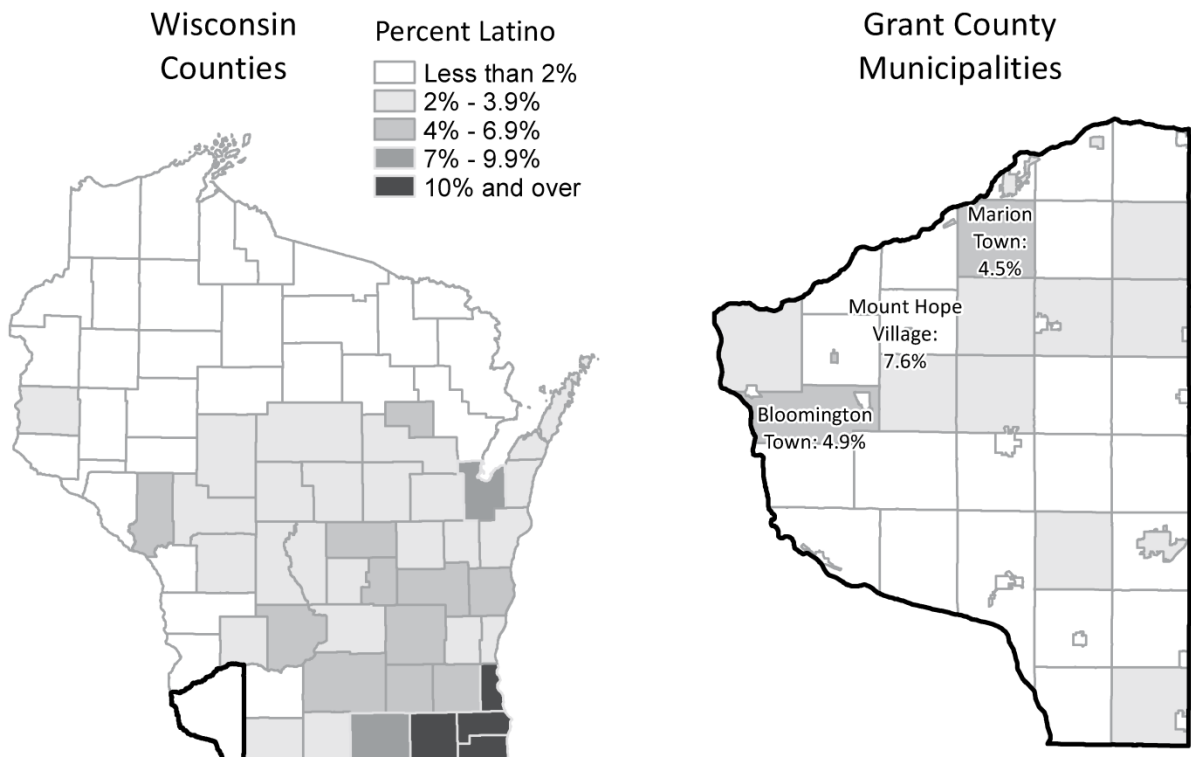 Wisconsin
Counties
Percent Latino
Less than 2%
2% - 3.9%
4% - 6.9%
7% - 9.9%
10% and over
Grant County
Municipalities
Marion
Town:
4.5%
Mount Hope
Village:
7.6%
Bloomington
Town: 4.9%